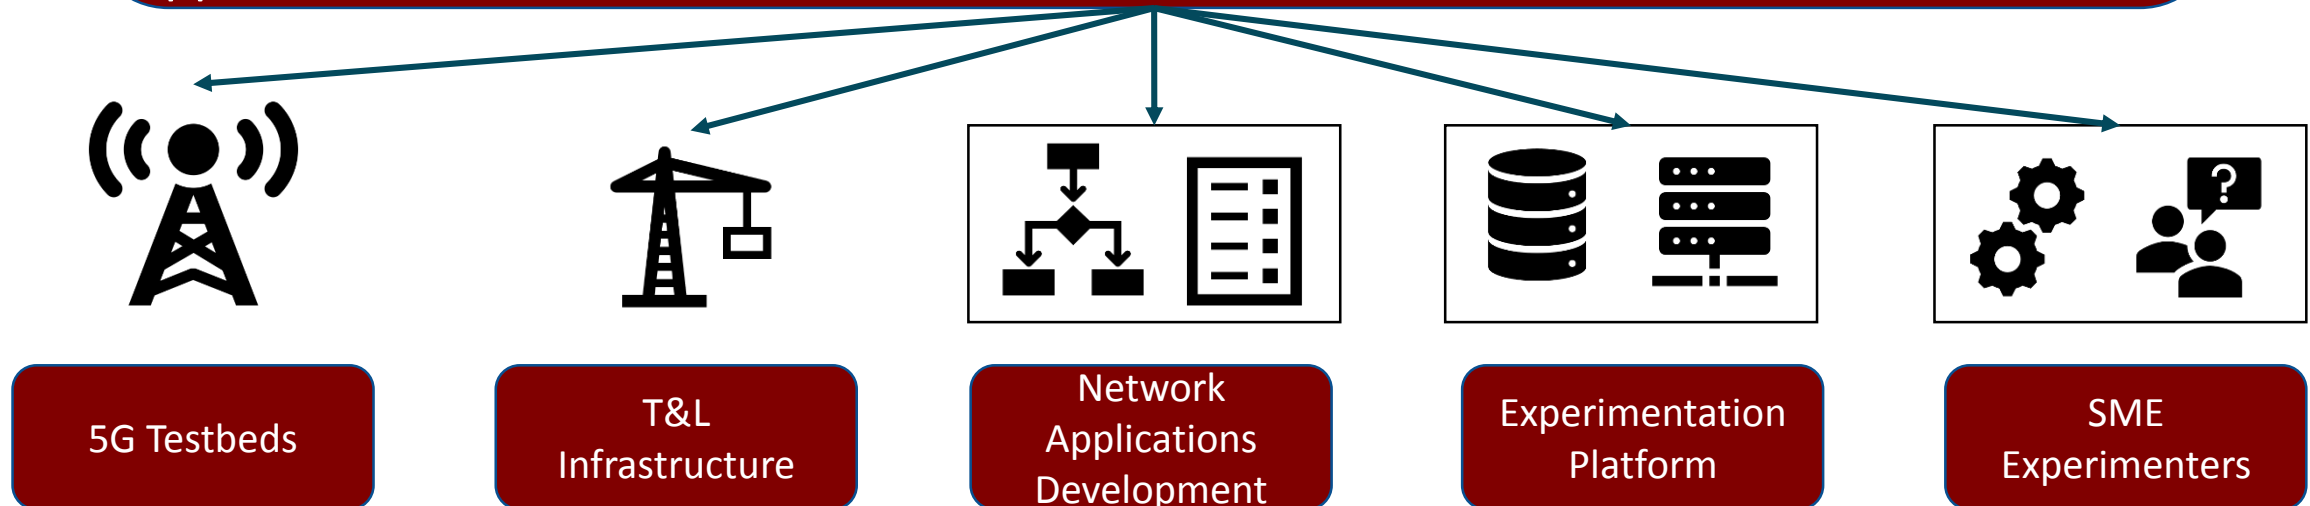 5G Testbeds
T&L
Infrastructure
Network
Applications
Development
Experimentation
Platform
SME
Experimenters
?